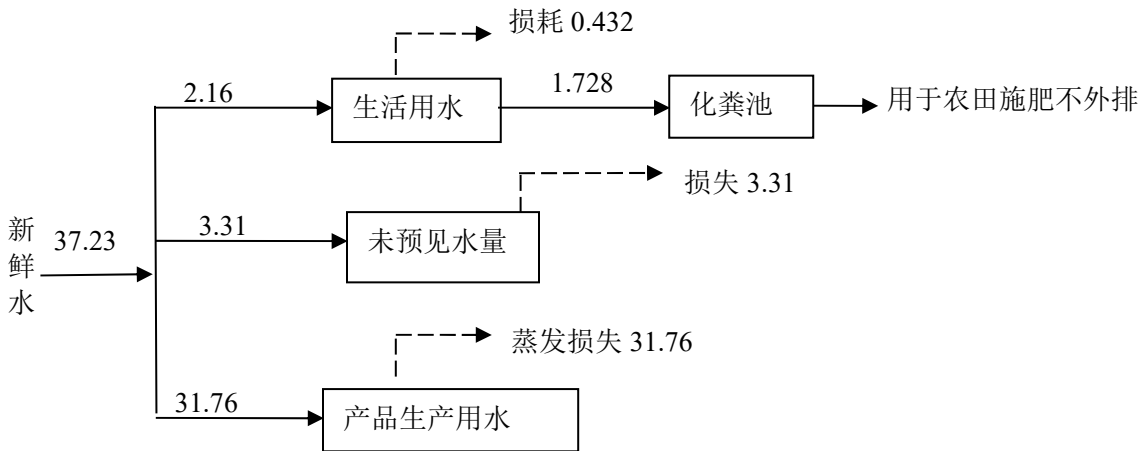 损耗 0.432
2.16
生活用水
1.728
化粪池
用于农田施肥不外排
损失 3.31
新鲜水
37.23
3.31
未预见水量
蒸发损失 31.76
31.76
产品生产用水